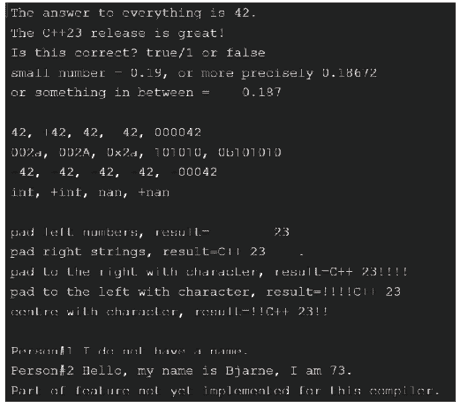 The answer to everything is 42.
The C++23 release is great!
Is this correct? true/1 or false
small number = 0.19, or more precisely 0.18672
or something in between =     0.187
42, +42, 42,  42, 000042
002a, 002A, 0x2a, 101010, 0b101010
-42, -42, -42, -42, -00042
+nan
pad left numbers, result=          23
pad right strings, result=C++ 23     .
pad to the right with character, result=C++ 23!!!!
pad to the left with character, result=!!!!C++ 23
centre with character, result=!!C++ 23!!
Person#1 I do not have a name.
Person#2 Hello, my name is Bjarne, I am 73.
Part of feature not yet implemented for this compiler.